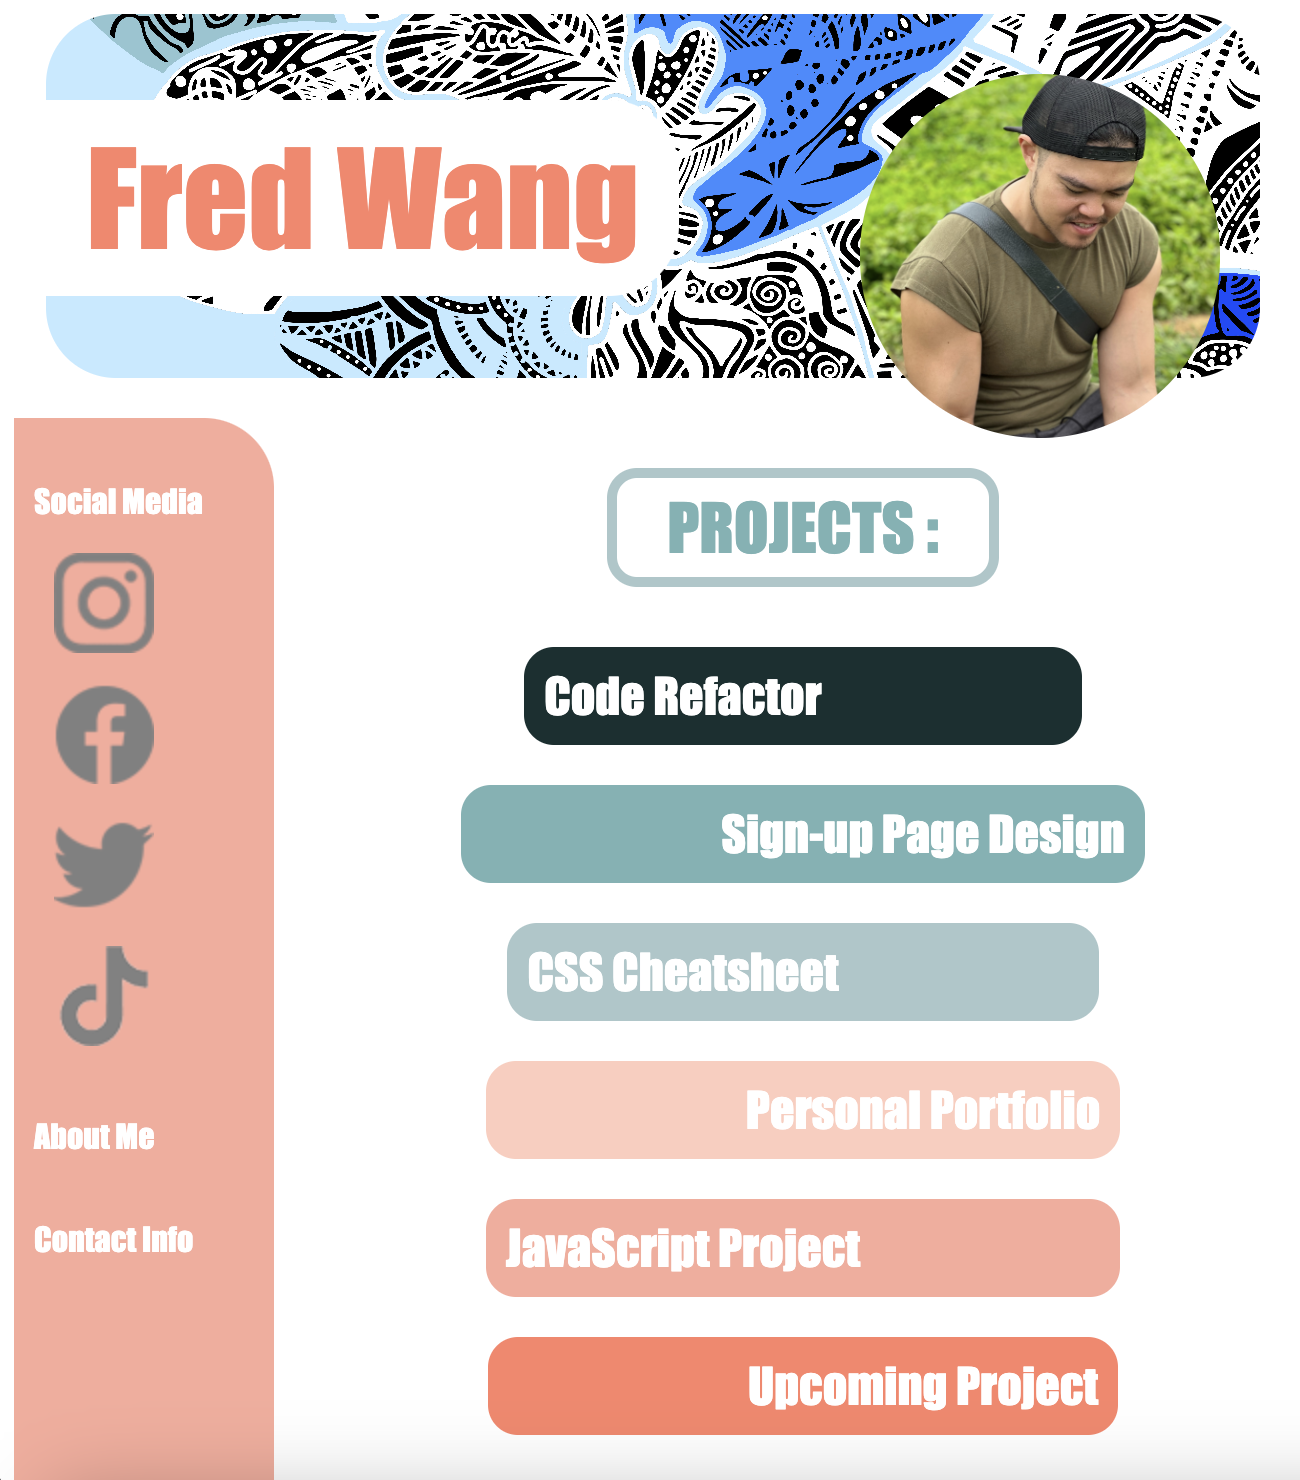 Fred Wang
Social Media
PROJECTS :
Code Refactor
Sign-up Page Design
CSS Cheatsheet
Personal Portfolio
JavaScript Project
Upcoming Project
About Me
Contact Info